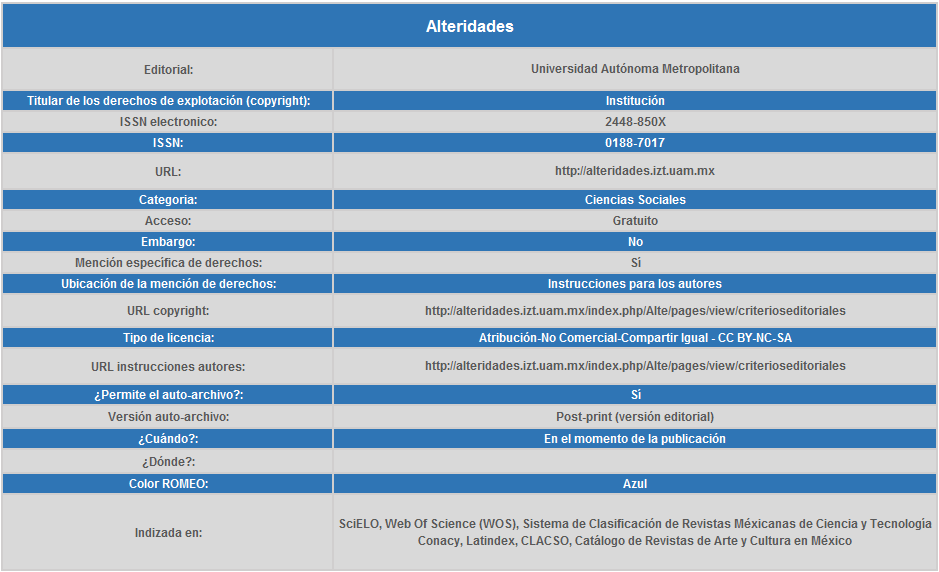 Alteridades
Editorial: Universidad Autónoma Metropolitana
Titular de los derechos de explotación (copyright): Institución
ISSN electronico: 2448-850X
ISSN: 0188-7017
URL: http://alteridades.izt.uam.mx
Categoria: Ciencias Sociales
Acceso: Gratuito
Embargo: No
Mención específica de derechos: Sí
Ubicación de la mención de derechos: Instrucciones para los autores
URL copyright: http://alteridades.izt.uam.mx/index.php/Alte/pages/view/criterioseditoriales
Tipo de licencia: Atribución-No Comercial-Compartir Igual - CC BY-NC-SA
URL instrucciones autores: http://alteridades.izt.uam.mx/index.php/Alte/pages/view/criterioseditoriales
¿Permite el auto-archivo?: Sí
Versión auto-archivo: Post-print (versión editorial)
¿Cuándo?: En el momento de la publicación
¿Dónde?:
Color ROMEO: Azul
Indizada en: SciELO, Web Of Science (WOS), Sistema de Clasificación de Revistas Méxicanas de Ciencia y Tecnología
Conacy, Latindex, CLACSO, Catálogo de Revistas de Arte y Cultura en México